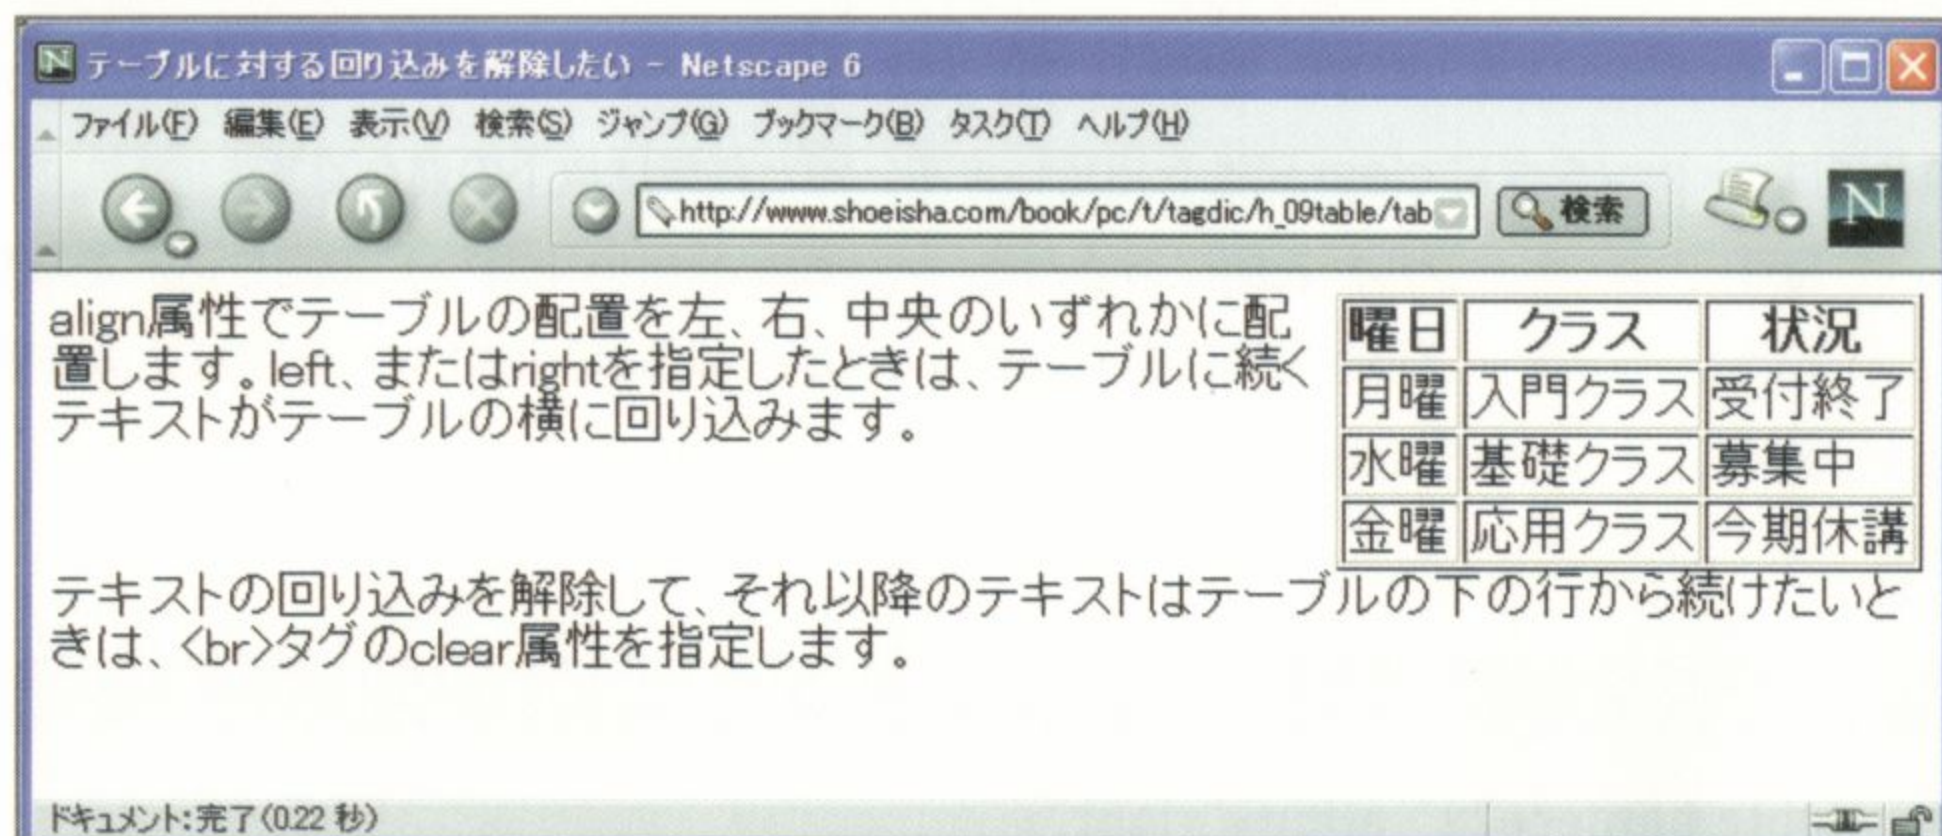 テーブルに対する回り込みを解除したい - Netscape 6
ファイル(F) 編集(E) 表示(V) 検索(S) ジャンプ(G) ブックマーク(B) タスク(T) ヘルプ(H)
http://www.shoeisha.com/book/pc/t/tagdic/h_09table/tab 検索 N
align属性でテーブルの配置を左、右、中央のいずれかに配
置します。left、またはrightを指定したときは、テーブルに続く
テキストがテーブルの横に回り込みます。
曜日 クラス 状況
月曜 入門クラス 受付終了
水曜 基礎クラス 募集中
金曜 応用クラス 今期休講
テキストの回り込みを解除して、それ以降のテキストはテーブルの下の行から続けたいと
きは、<br>タグのclear属性を指定します。
ドキュメント:完了(0.22 秒)